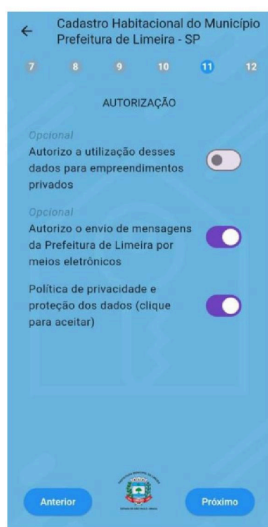 Cadastro Habitacional do Município
Prefeitura de Limeira - SP
7 8 9 10 11 12
AUTORIZAÇÃO
Opcional
Autorizo a utilização desses
dados para empreendimentos
privados
Opcional
Autorizo o envio de mensagens
da Prefeitura de Limeira por
meios eletrônicos
Política de privacidade e
proteção dos dados (clique
para aceitar)
Anterior
Próximo